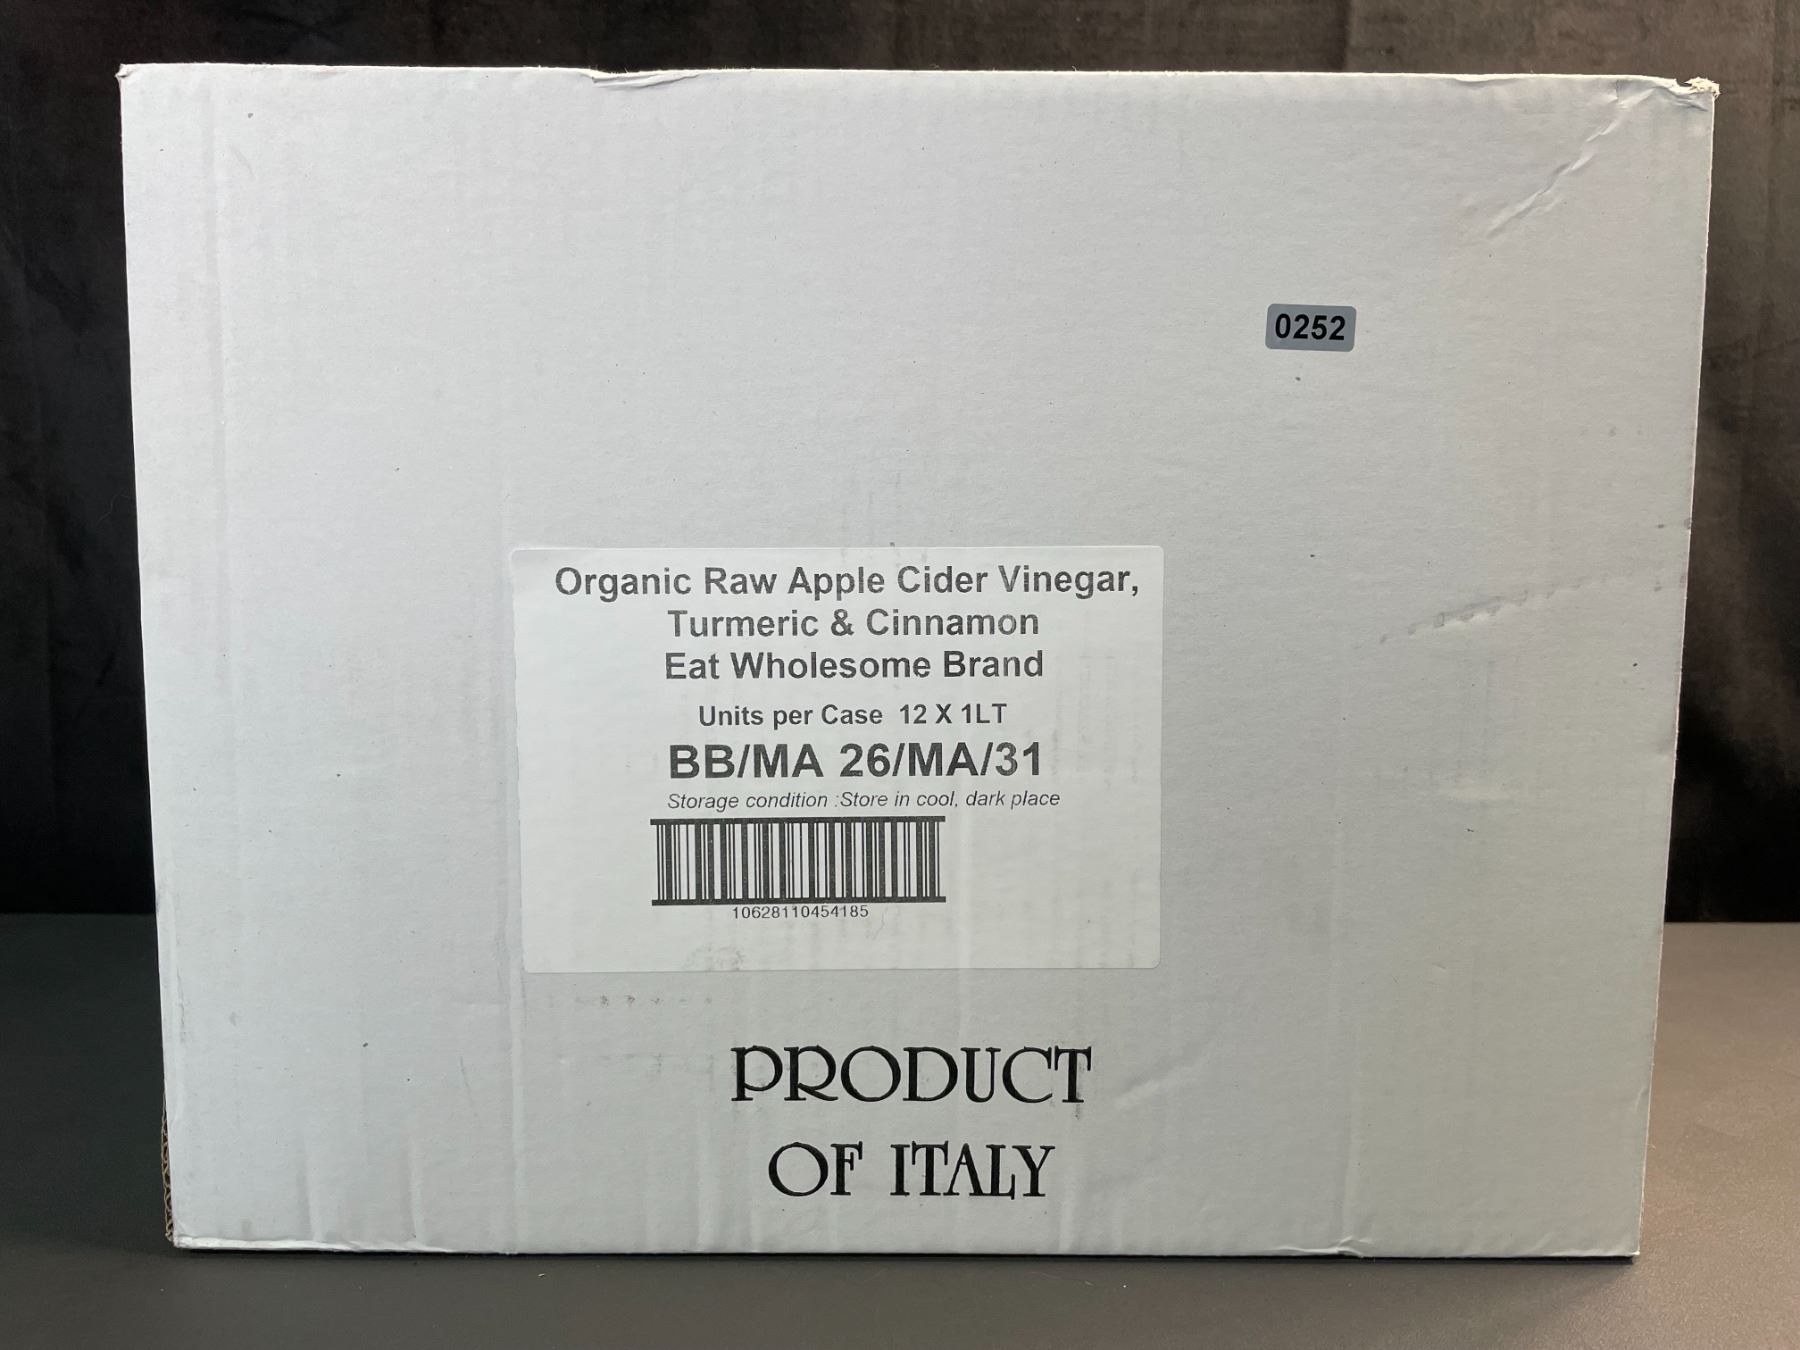 0252
Organic Raw Apple Cider Vinegar,
Turmeric & Cinnamon
Eat Wholesome Brand
Units per Case 12 X 1LT
BB/MA 26/MA/31
Storage condition :Store in cool, dark place
10628110454185
PRODUCT
OF ITALY